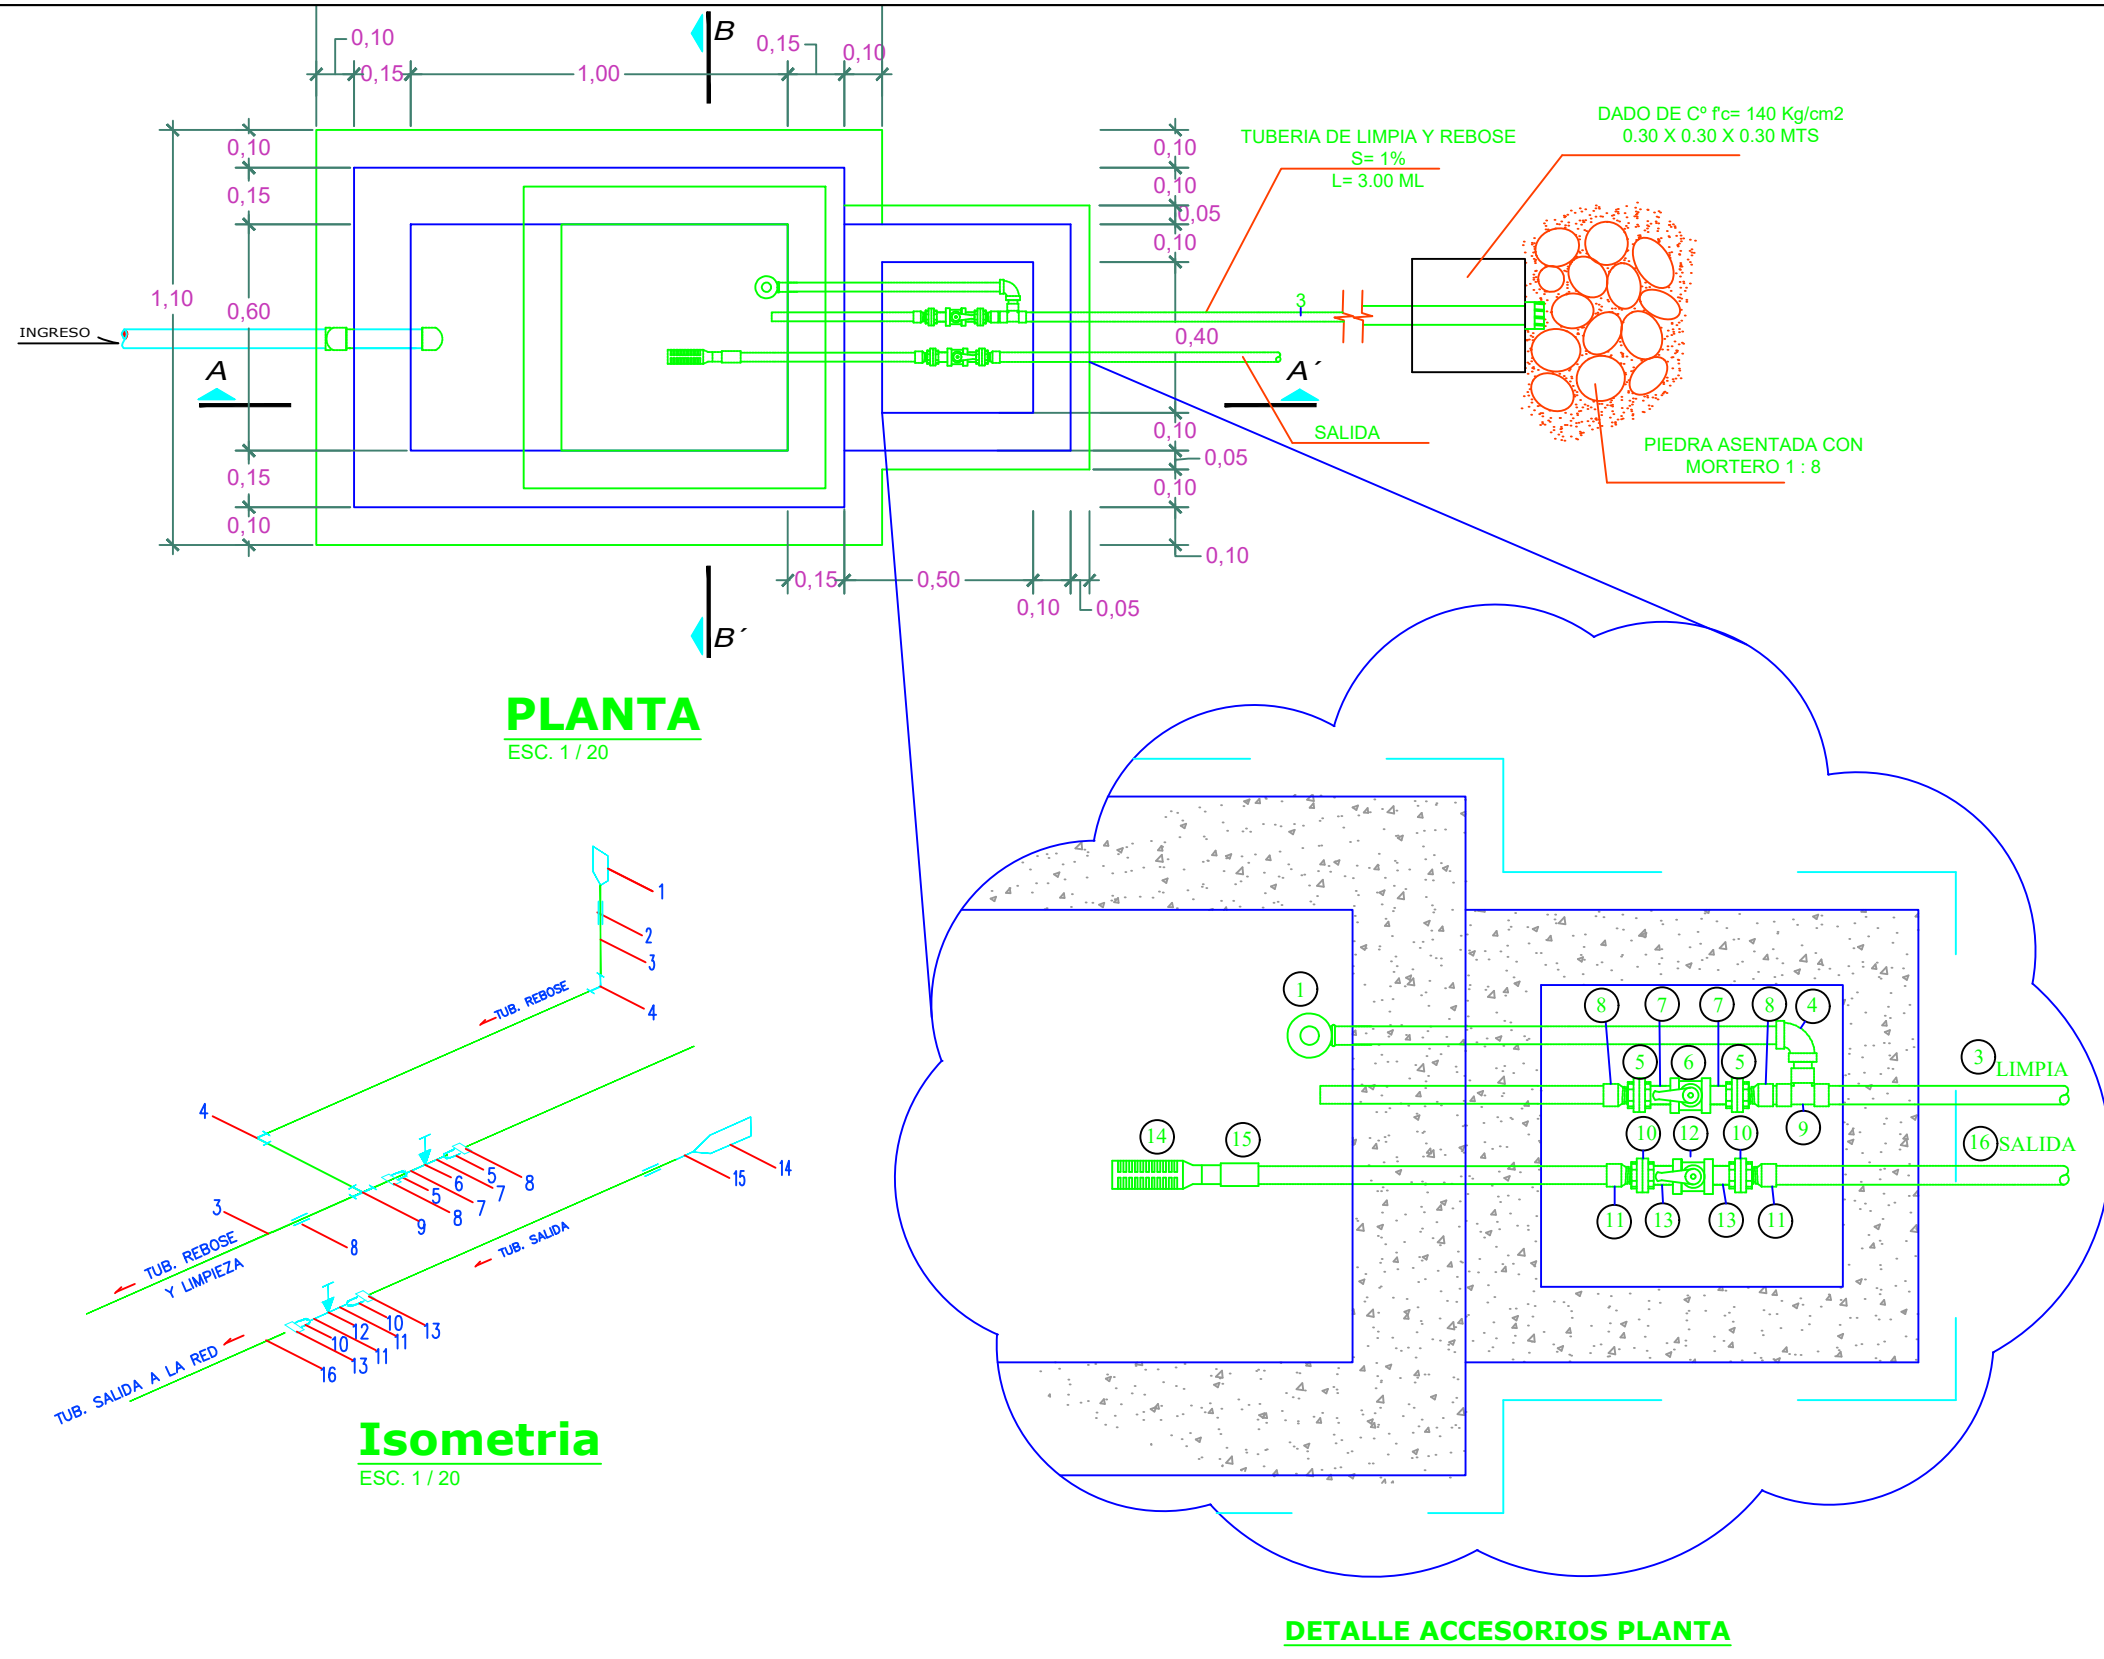 B
0,10
0,15
1,00
0,15
0,10
0,10
0,15
1,10
0,60
0,15
0,10
INGRESO
A
0,10
0,10
0,05
0,10
0,40
0,10
0,05
0,10
0,10
TUBERIA DE LIMPIA Y REBOSE
S= 1%
L= 3.00 ML
DADO DE Cº f'c= 140 Kg/cm2
0.30 X 0.30 X 0.30 MTS
3
A´
SALIDA
PIEDRA ASENTADA CON
MORTERO 1 : 8
0,15
0,50
0,10
0,05
B´
PLANTA
ESC. 1 / 20
1
2
3
4
TUB. REBOSE
4
5
6
7
8
5
7
8
9
3
8
TUB. REBOSE
Y LIMPIEZA
14
15
TUB. SALIDA
10
12
11
13
10
11
13
16
TUB. SALIDA A LA RED
Isometria
ESC. 1 / 20
1
8
7
7
8
4
5
6
5
3
LIMPIA
10
12
10
9
14
15
16
SALIDA
11
13
13
11
DETALLE ACCESORIOS PLANTA